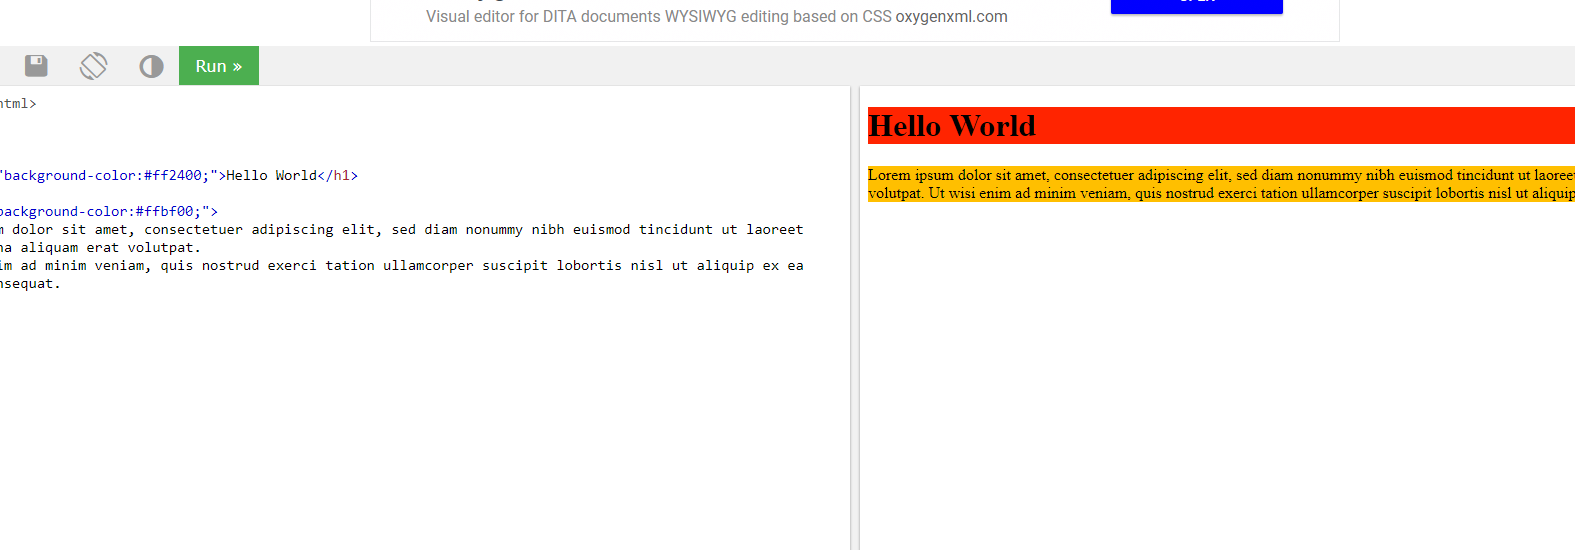 Visual editor for DITA documents WYSIWYG editing based on CSS oxygenxml.com
Run »
html>
"background-color:#ff2400;">Hello World</h1>
background-color:#ffbf00;">
dolor sit amet, consectetuer adipiscing elit, sed diam nonummy nibh euismod tincidunt ut laoreet
aliquam erat volutpat.
ad minim veniam, quis nostrud exerci tation ullamcorper suscipit lobortis nisl ut aliquip ex ea
nsequat.
Hello World
Lorem ipsum dolor sit amet, consectetuer adipiscing elit, sed diam nonummy nibh euismod tincidunt ut laoreet
volutpat. Ut wisi enim ad minim veniam, quis nostrud exerci tation ullamcorper suscipit lobortis nisl ut aliquip